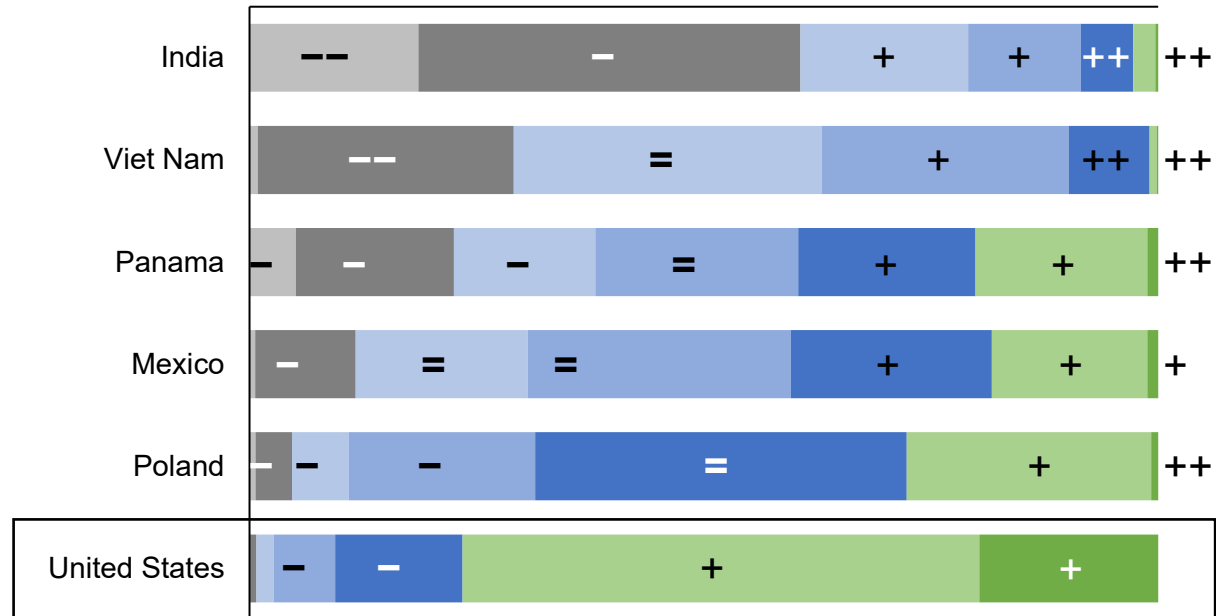 India −− − + + ++ ++
Viet Nam −− = + ++ ++
Panama − − − = + + ++
Mexico − = = + + +
Poland − − − = + ++
United States − − + +